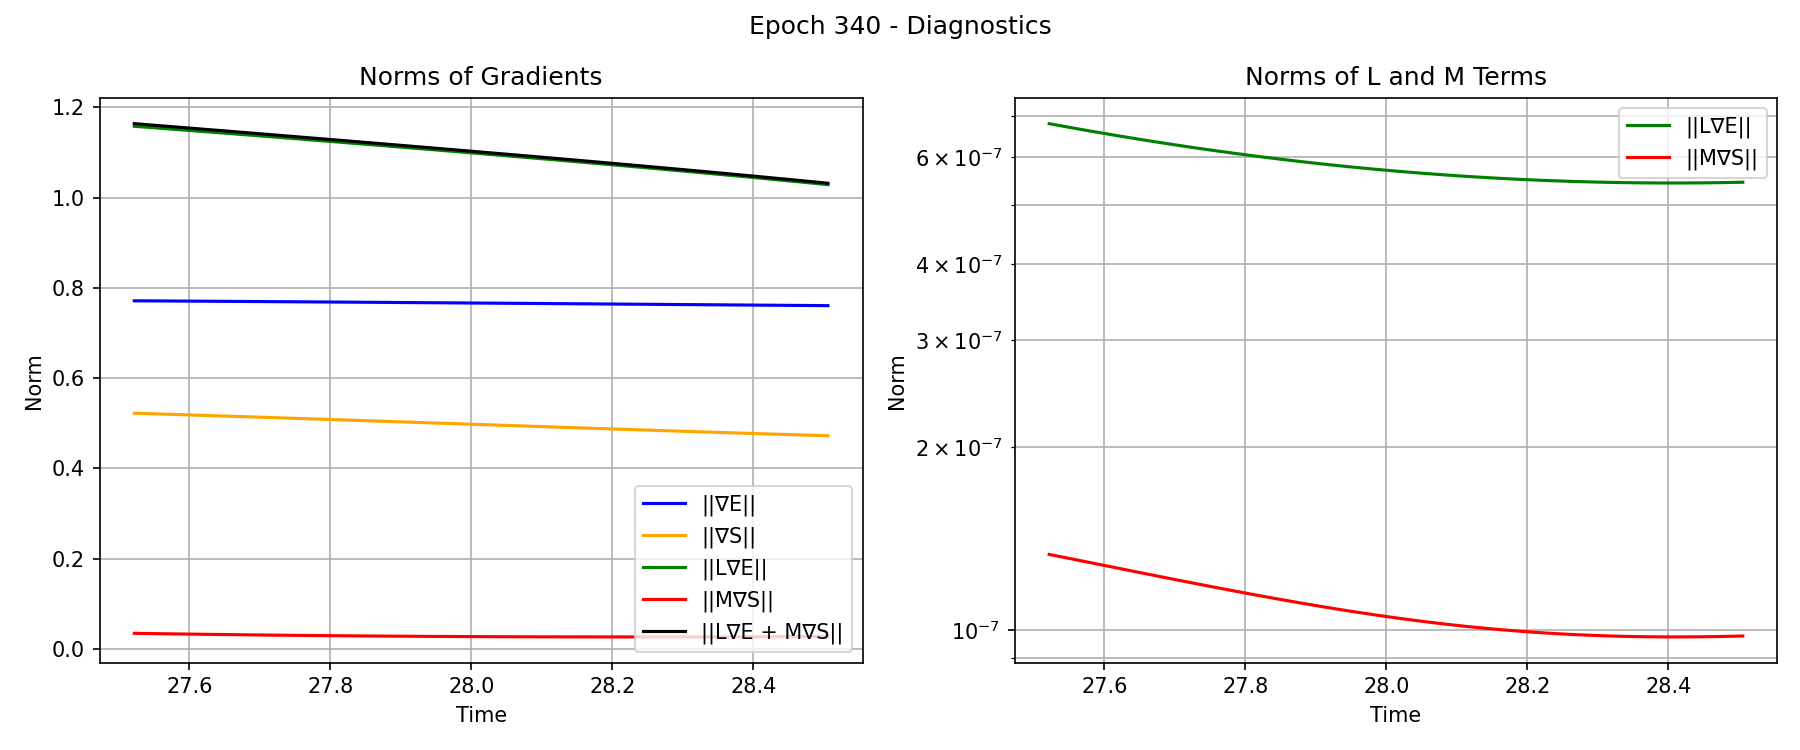 Epoch 340 - Diagnostics
Norms of Gradients
Norm
1.2
1.0
0.8
0.6
0.4
0.2
0.0
27.6 27.8 28.0 28.2 28.4
Time
||∇E||
||∇S||
||L∇E||
||M∇S||
||L∇E + M∇S||
Norms of L and M Terms
Norm
6 × 10⁻⁷
4 × 10⁻⁷
3 × 10⁻⁷
2 × 10⁻⁷
10⁻⁷
27.6 27.8 28.0 28.2 28.4
Time
||L∇E||
||M∇S||